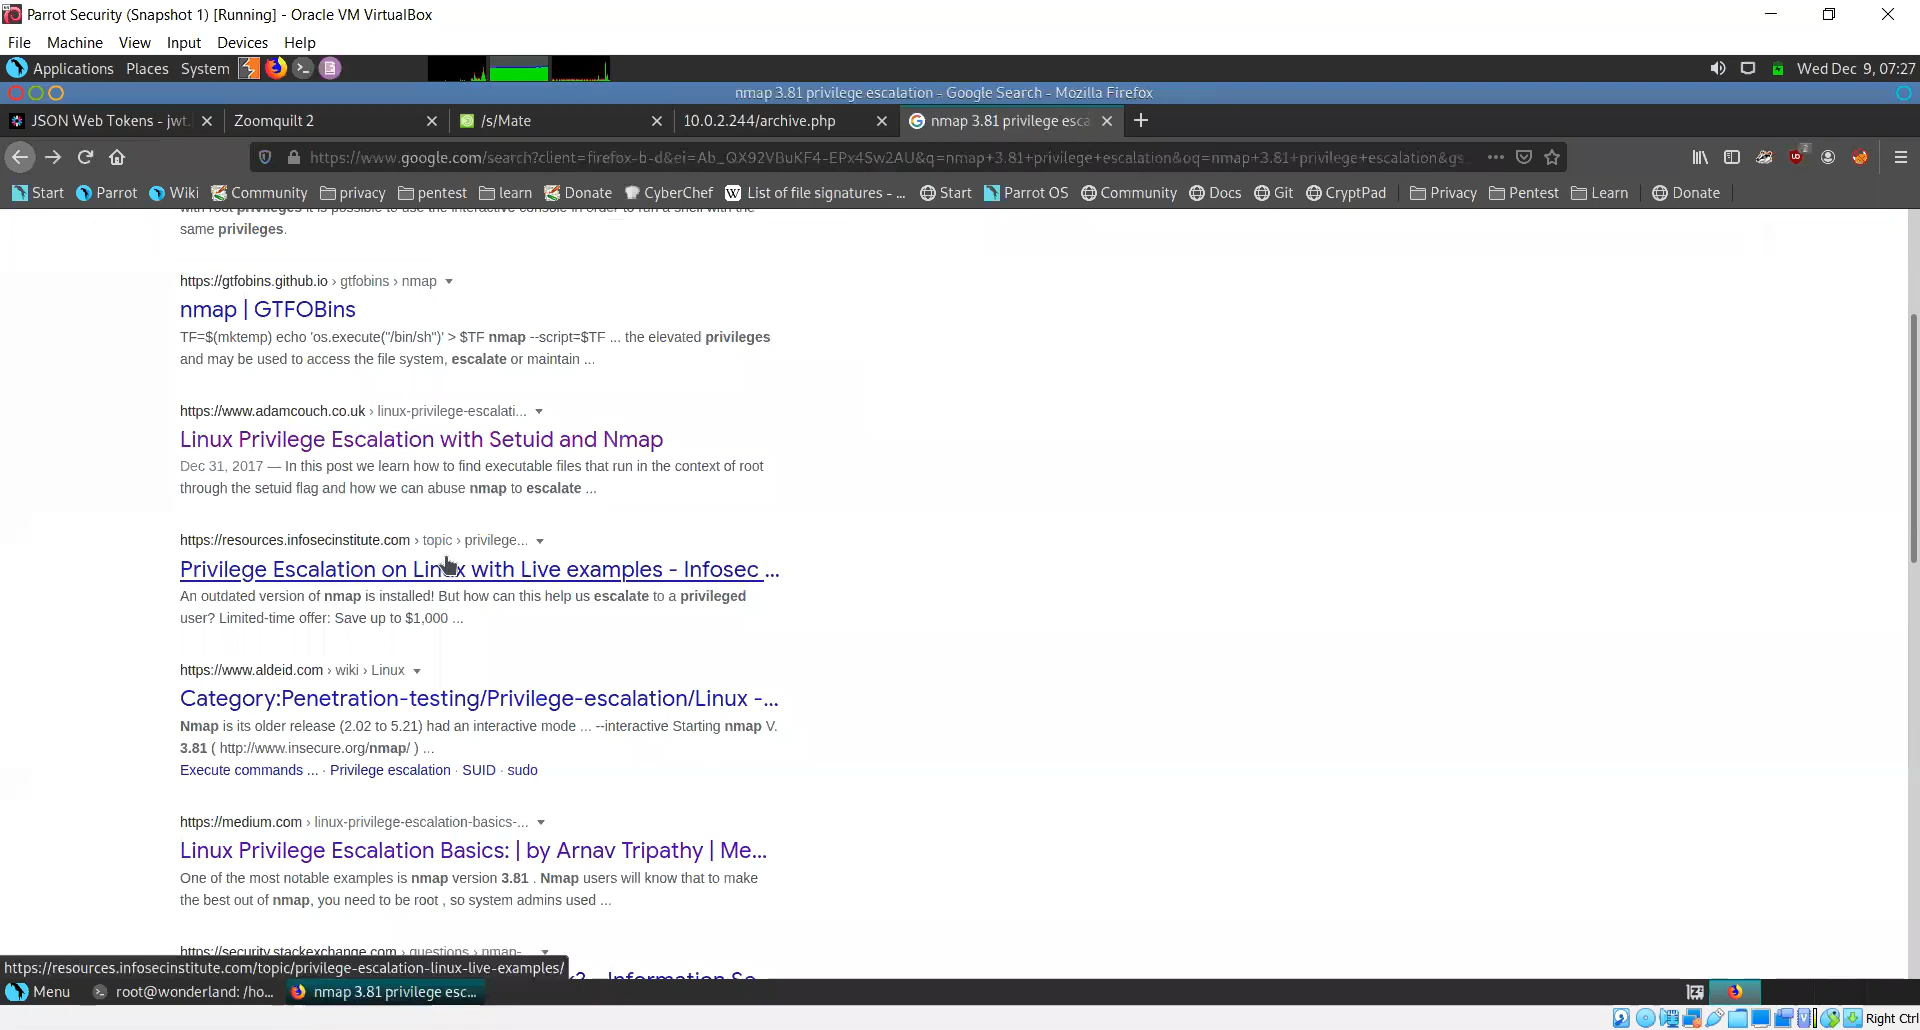 Parrot Security (Snapshot 1) [Running] - Oracle VM VirtualBox
File Machine View Input Devices Help
Applications Places System Wed Dec 9, 07:27
nmap 3.81 privilege escalation - Google Search - Mozilla Firefox
JSON Web Tokens - jwt. Zoomquilt 2 /s/Mate 10.0.2.244/archive.php nmap 3.81 privilege esca
https://www.google.com/search?client=firefox-b-d&ei=Ab_QX92VBuKF4-EPx4Sw2AU&q=nmap+3.81+privilege+escalation&oq=nmap+3.81+privilege+escalation&gs_
Start Parrot Wiki Community privacy pentest learn Donate CyberChef List of file signatures - ... Start Parrot OS Community Docs Git CryptPad Privacy Pentest Learn Donate
with root privileges it is possible to use the interactive console in order to run a shell with the
same privileges.
https://gtfobins.github.io › gtfobins › nmap
nmap | GTFOBins
TF=$(mktemp) echo 'os.execute("/bin/sh")' > $TF nmap --script=$TF ... the elevated privileges
and may be used to access the file system, escalate or maintain ...
https://www.adamcouch.co.uk › linux-privilege-escalati...
Linux Privilege Escalation with Setuid and Nmap
Dec 31, 2017 — In this post we learn how to find executable files that run in the context of root
through the setuid flag and how we can abuse nmap to escalate ...
https://resources.infosecinstitute.com › topic › privilege...
Privilege Escalation on Linux with Live examples - Infosec ...
An outdated version of nmap is installed! But how can this help us escalate to a privileged
user? Limited-time offer: Save up to $1,000 ...
https://www.aldeid.com › wiki › Linux
Category:Penetration-testing/Privilege-escalation/Linux -...
Nmap is its older release (2.02 to 5.21) had an interactive mode ... --interactive Starting nmap V.
3.81 ( http://www.insecure.org/nmap/ ) ...
Execute commands ... · Privilege escalation · SUID · sudo
https://medium.com › linux-privilege-escalation-basics-...
Linux Privilege Escalation Basics: | by Arnav Tripathy | Me...
One of the most notable examples is nmap version 3.81 . Nmap users will know that to make
the best out of nmap, you need to be root , so system admins used ...
https://security.stackexchange.com › questions › nmap-...
? - Information Se
https://resources.infosecinstitute.com/topic/privilege-escalation-linux-live-examples/
Menu root@wonderland: /ho... nmap 3.81 privilege esc...
Right Ctrl